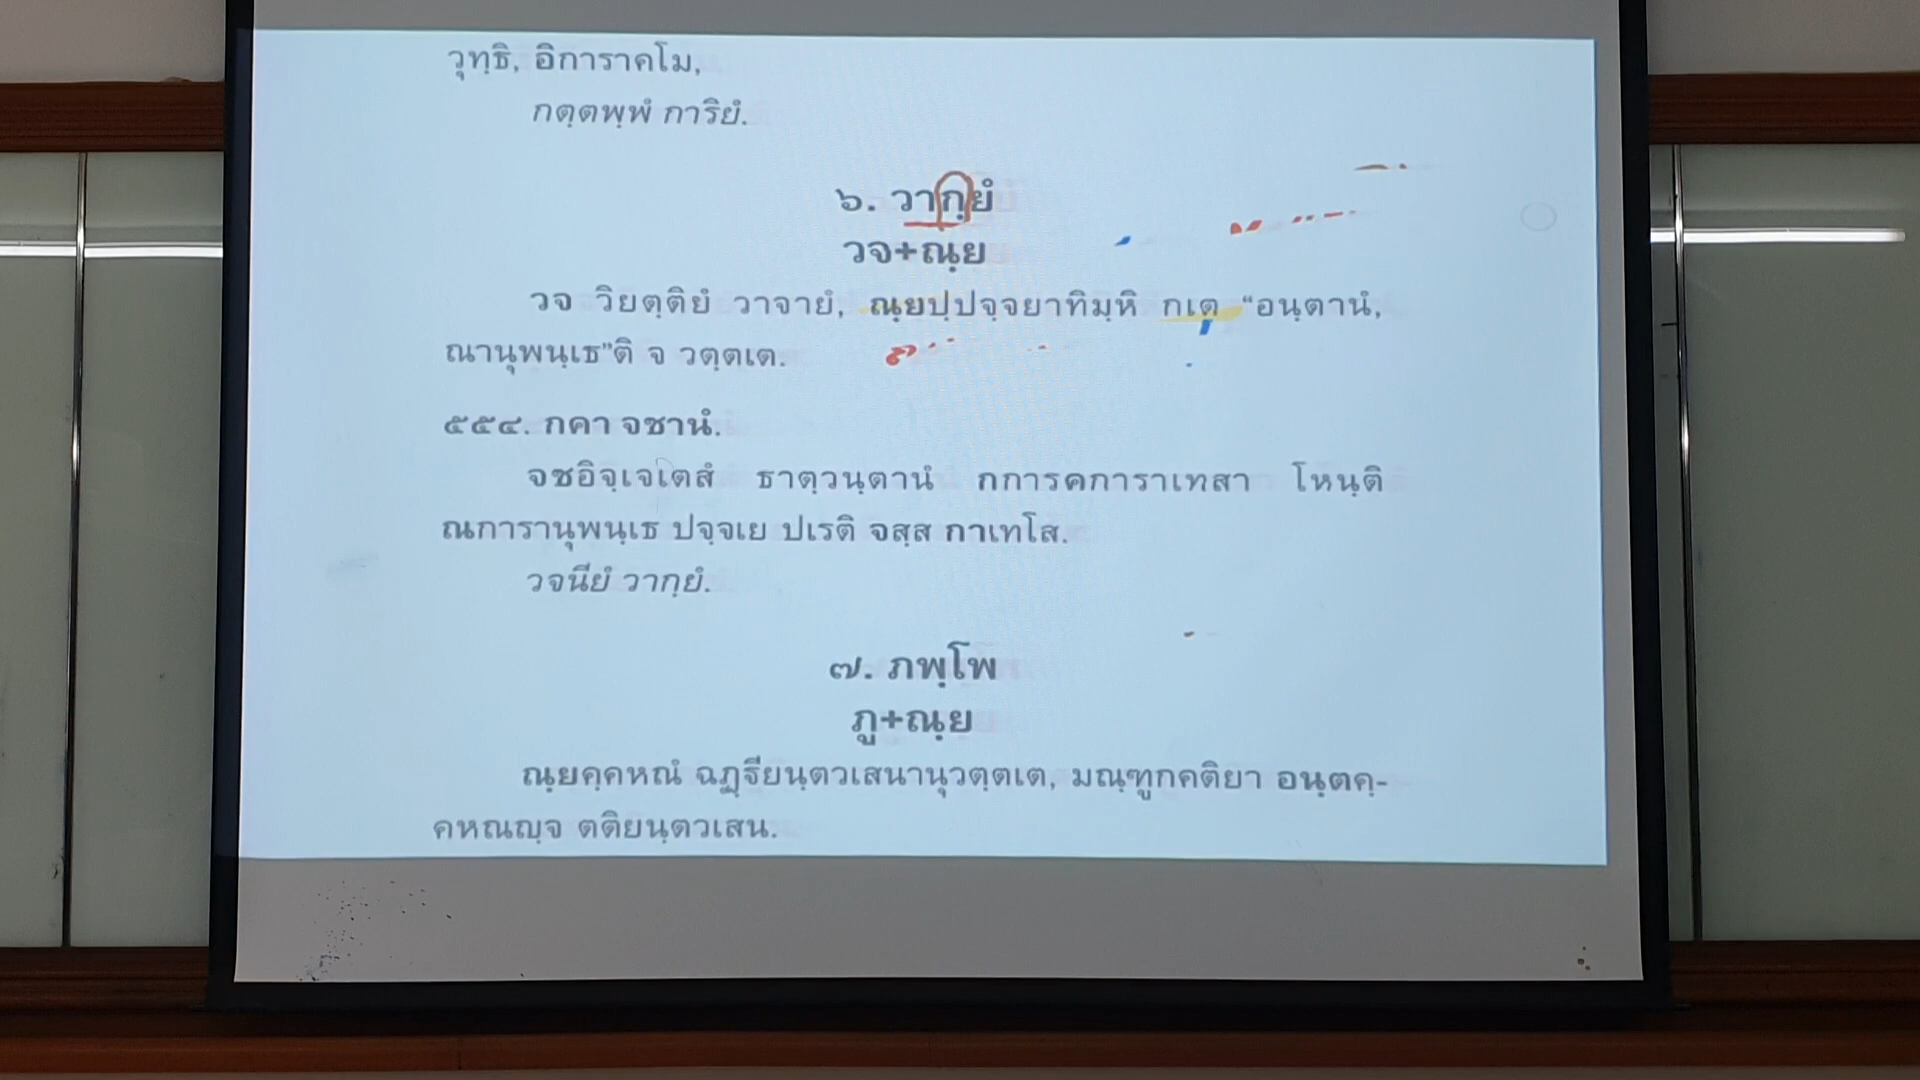 วุทฺธิ, อิการาคโม,
กตฺตพฺพํ การิยํ.
๖. วากฺยํ
วจ+ณฺย
วจ วิยตฺติยํ วาจายํ, ณฺยปฺปจฺจยาทิมฺหิ กเต “อนฺตานํ,
ณานุพนฺเธ”ติ จ วตฺตเต.
๕๕๔. กคา จชานํ.
จชอิจฺเจเตสํ ธาตฺวนฺตานํ กการคการาเทสา โหนฺติ
ณการานุพนฺเธ ปจฺจเย ปเรติ จสฺส กาเทโส.
วจนียํ วากฺยํ.
๗. ภพฺโพ
ภู+ณฺย
ณฺยคฺคหณํ ฉฏฺฐียนฺตวเสนานุวตฺตเต, มณฺฑูกคติยา อนฺตคฺ-
คหณญฺจ ตติยนฺตวเสน.